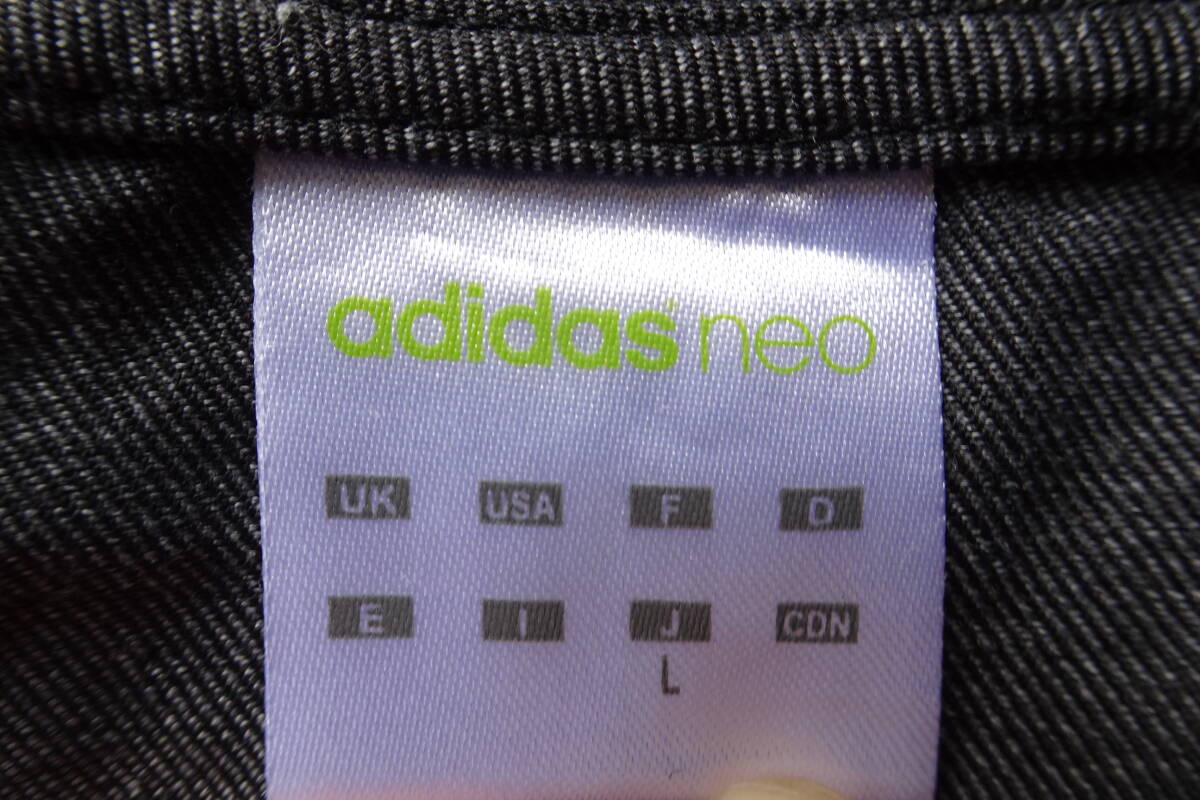 adidas neo
UK USA F D
E I J CDN
L